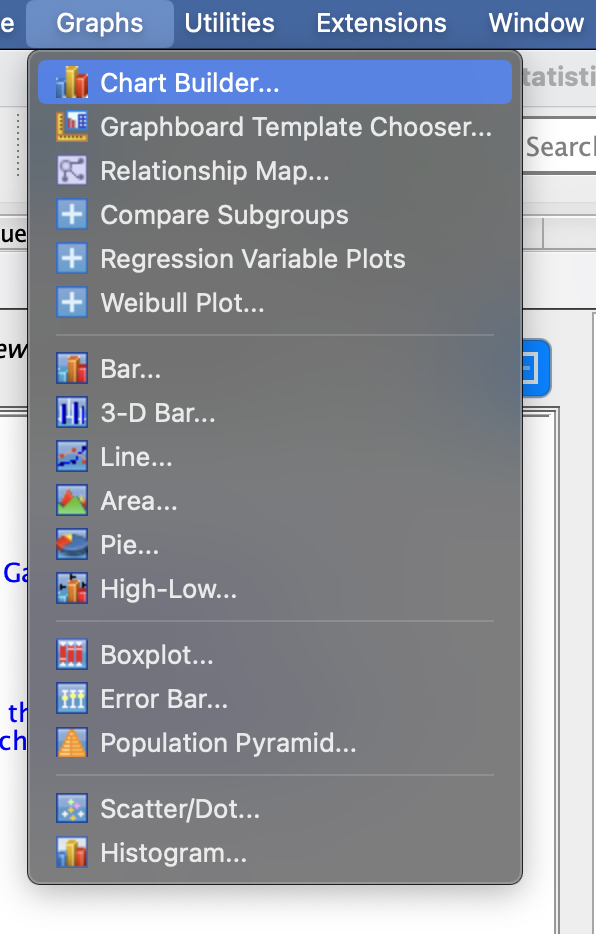 e Graphs Utilities Extensions Window
Chart Builder...
tatisti
Graphboard Template Chooser...
Search
Relationship Map...
Compare Subgroups
ue
Regression Variable Plots
Weibull Plot...
ew
Bar...
3-D Bar...
Line...
Area...
Pie...
Ga
High-Low...
Boxplot...
Error Bar...
th
Population Pyramid...
ch
Scatter/Dot...
Histogram...